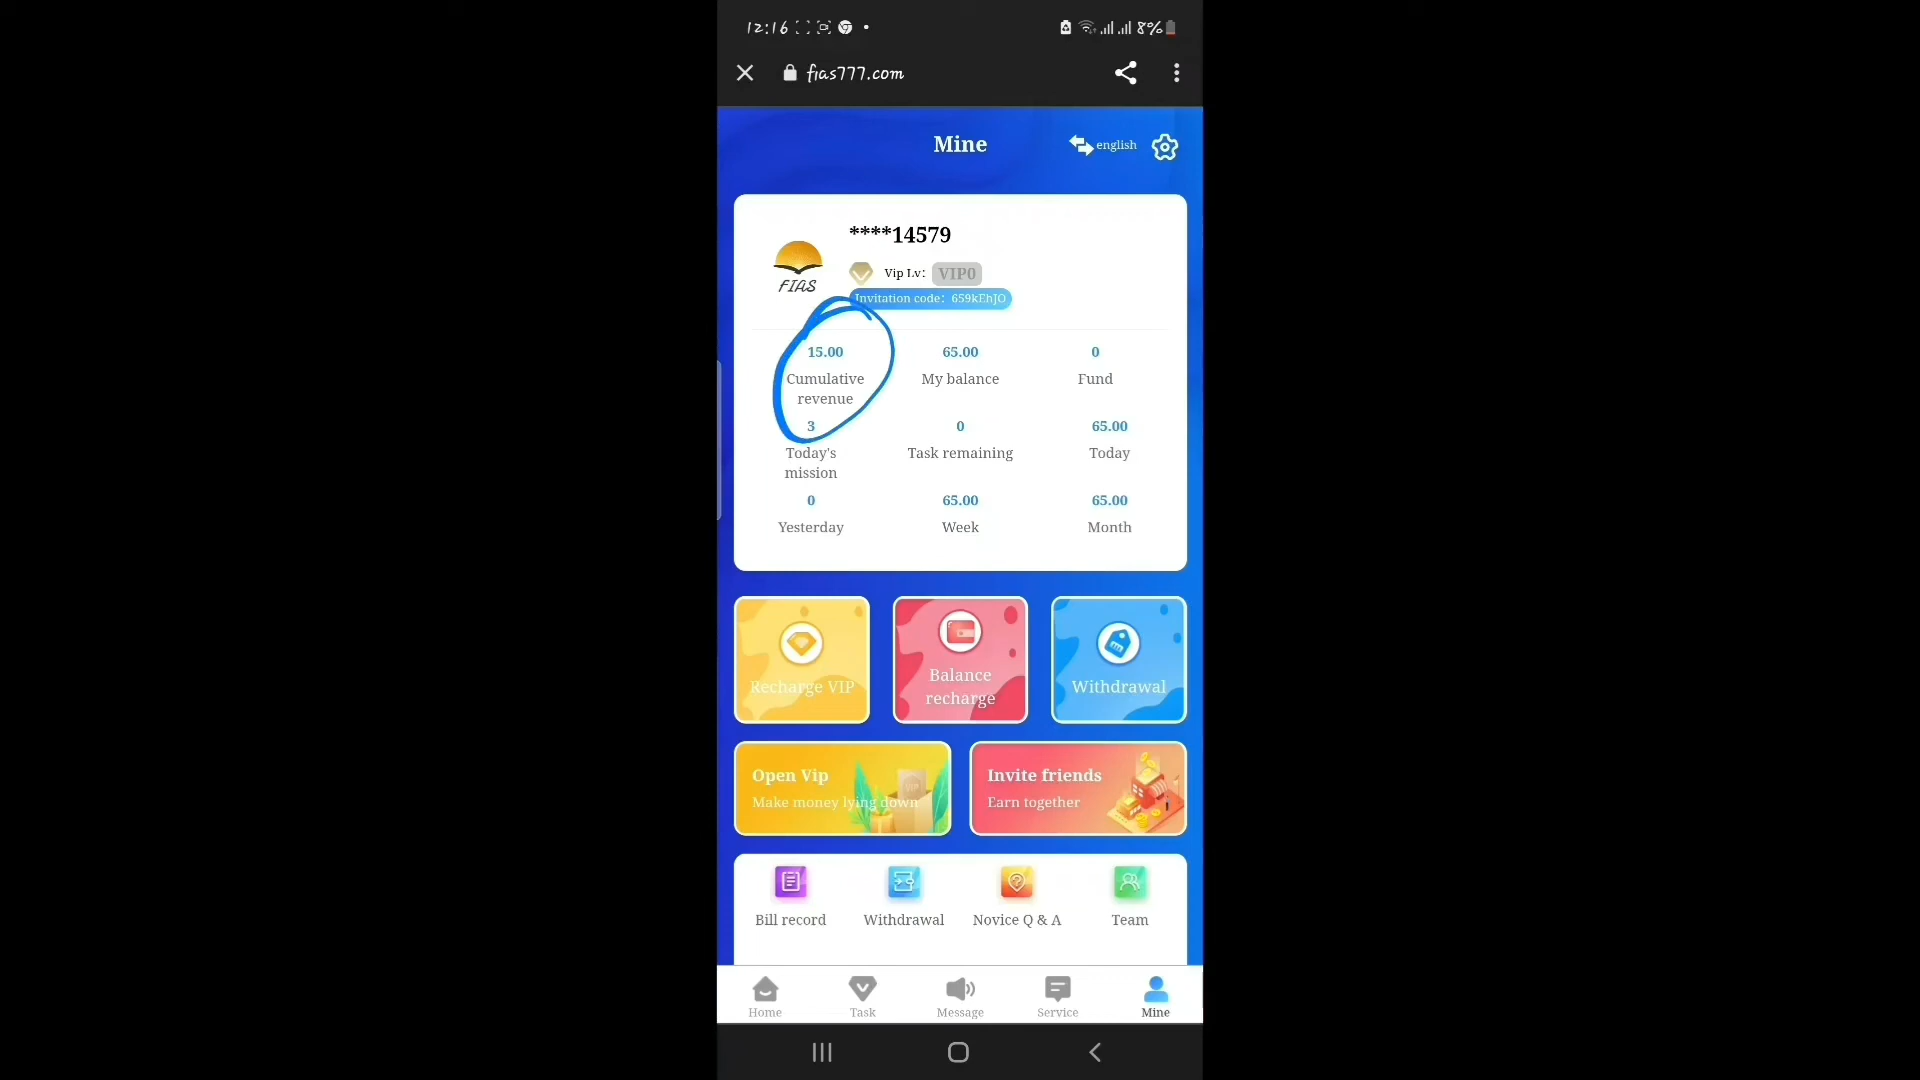 12:16
8%
fias777.com
Mine
english
****14579
FIAS
Vip Lv: VIP0
Invitation code: 659kEhJO
15.00
65.00
0
Cumulative revenue
My balance
Fund
3
0
65.00
Today's mission
Task remaining
Today
0
65.00
65.00
Yesterday
Week
Month
Recharge VIP
Balance recharge
Withdrawal
Open Vip
Make money lying down
Invite friends
Earn together
Bill record
Withdrawal
Novice Q & A
Team
Home
Task
Message
Service
Mine